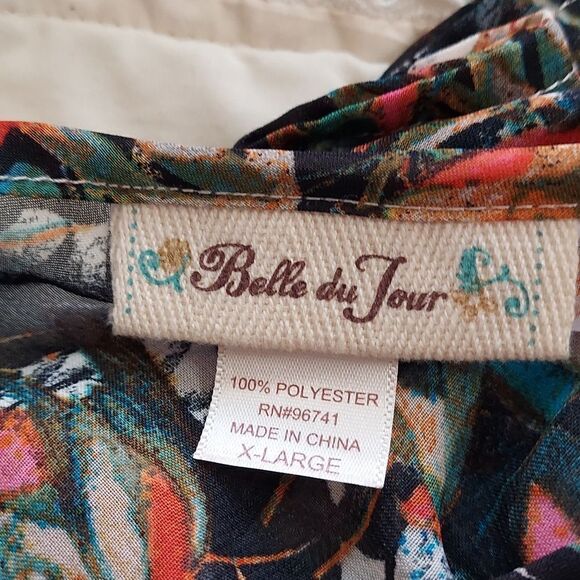 Belle du Jour
100% POLYESTER
RN#96741
MADE IN CHINA
X-LARGE